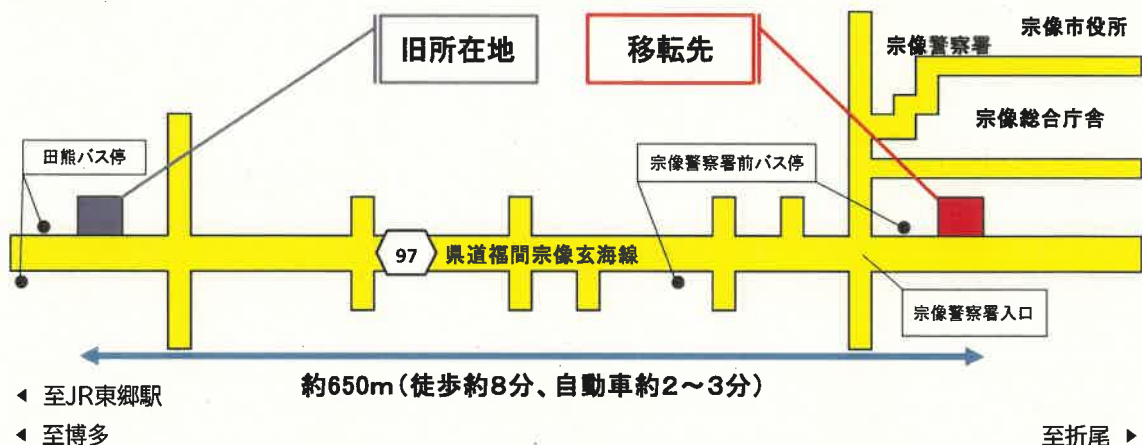 旧所在地
移転先
宗像市役所
宗像警察署
宗像総合庁舎
田熊バス停
宗像警察署前バス停
97
県道福間宗像玄海線
宗像警察署入口
約650m（徒歩約8分、自動車約2～3分）
◀ 至JR東郷駅
◀ 至博多
至折尾 ▶